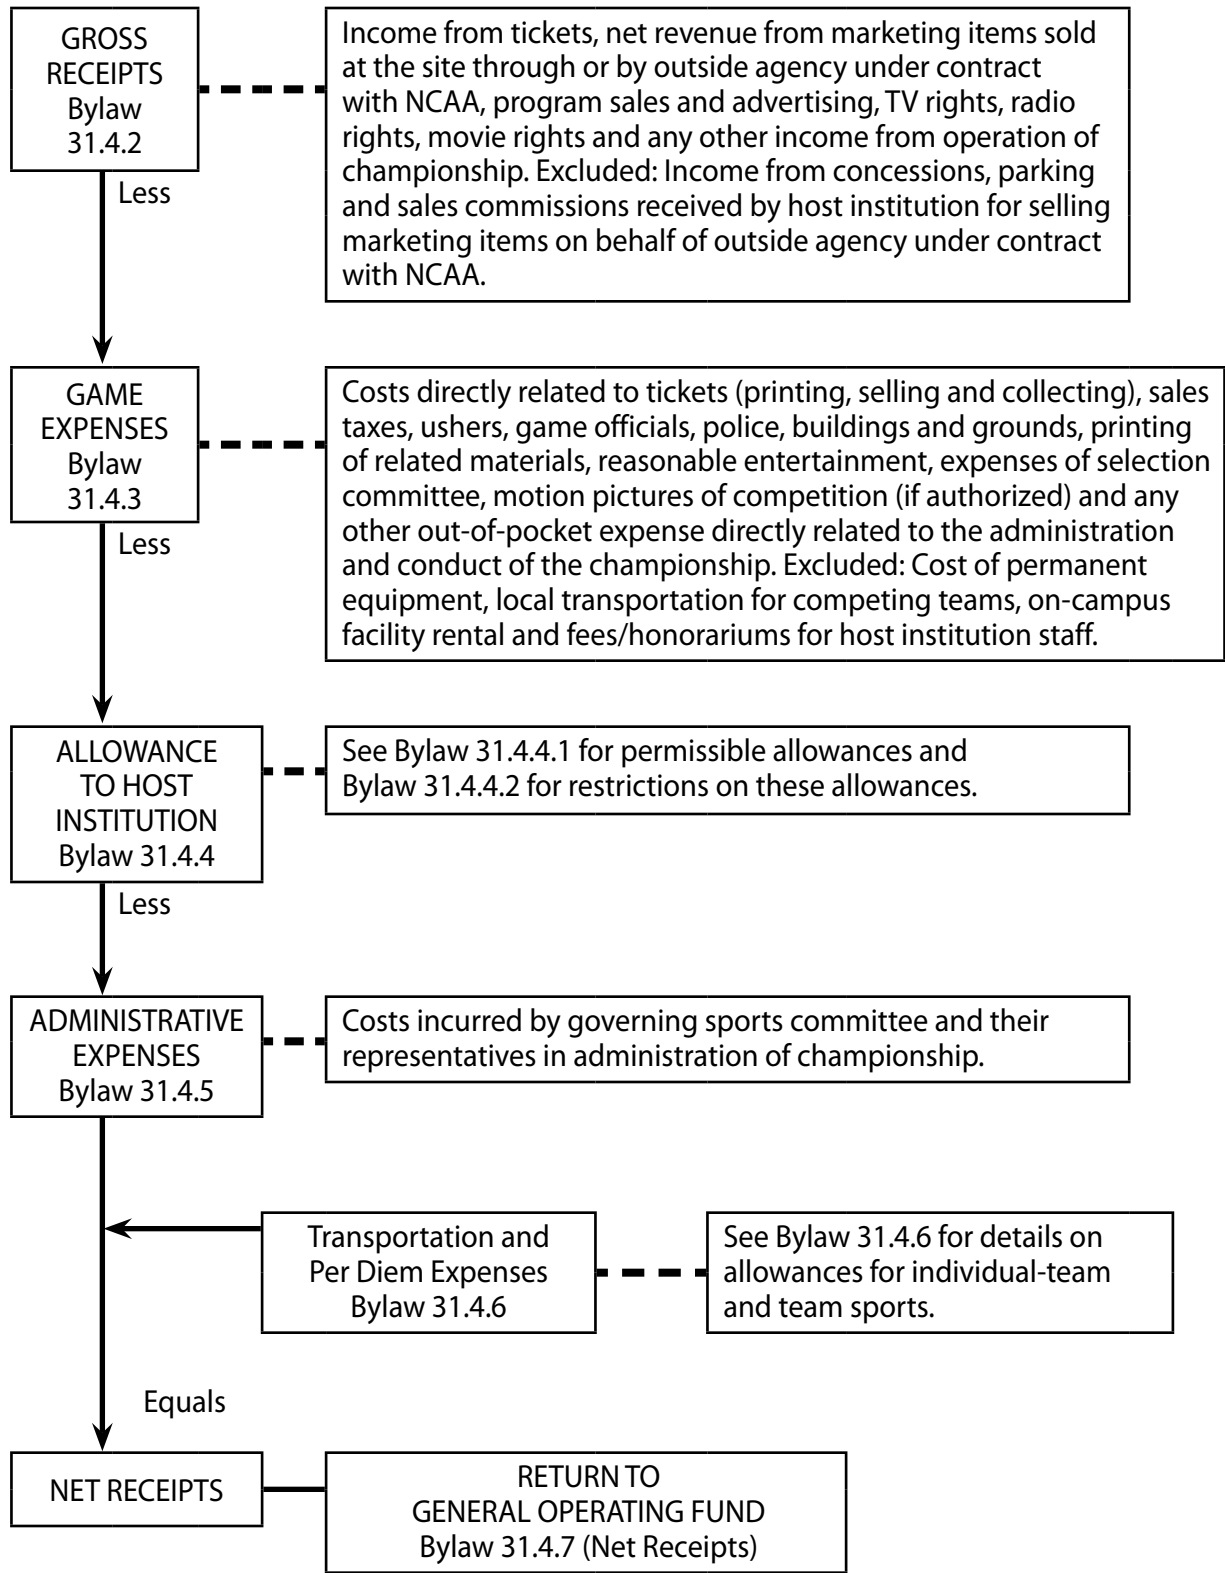 GROSS
RECEIPTS
Bylaw
31.4.2
Income from tickets, net revenue from marketing items sold
at the site through or by outside agency under contract
with NCAA, program sales and advertising, TV rights, radio
rights, movie rights and any other income from operation of
championship. Excluded: Income from concessions, parking
and sales commissions received by host institution for selling
marketing items on behalf of outside agency under contract
with NCAA.
Less
GAME
EXPENSES
Bylaw
31.4.3
Costs directly related to tickets (printing, selling and collecting), sales
taxes, ushers, game officials, police, buildings and grounds, printing
of related materials, reasonable entertainment, expenses of selection
committee, motion pictures of competition (if authorized) and any
other out-of-pocket expense directly related to the administration
and conduct of the championship. Excluded: Cost of permanent
equipment, local transportation for competing teams, on-campus
facility rental and fees/honorariums for host institution staff.
Less
ALLOWANCE
TO HOST
INSTITUTION
Bylaw 31.4.4
See Bylaw 31.4.4.1 for permissible allowances and
Bylaw 31.4.4.2 for restrictions on these allowances.
Less
ADMINISTRATIVE
EXPENSES
Bylaw 31.4.5
Costs incurred by governing sports committee and their
representatives in administration of championship.
Transportation and
Per Diem Expenses
Bylaw 31.4.6
See Bylaw 31.4.6 for details on
allowances for individual-team
and team sports.
Equals
NET RECEIPTS
RETURN TO
GENERAL OPERATING FUND
Bylaw 31.4.7 (Net Receipts)